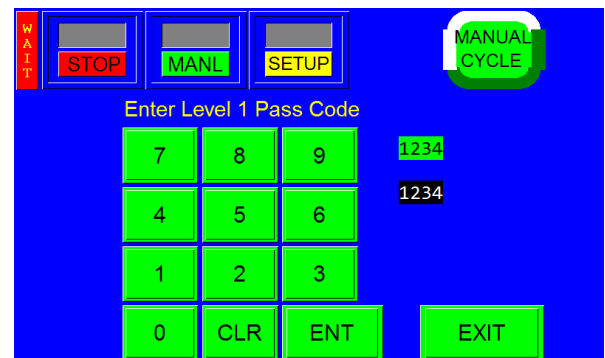 WAIT
STOP
MANL
SETUP
MANUAL
CYCLE
Enter Level 1 Pass Code
7 8 9
1234
4 5 6
1234
1 2 3
0 CLR ENT
EXIT